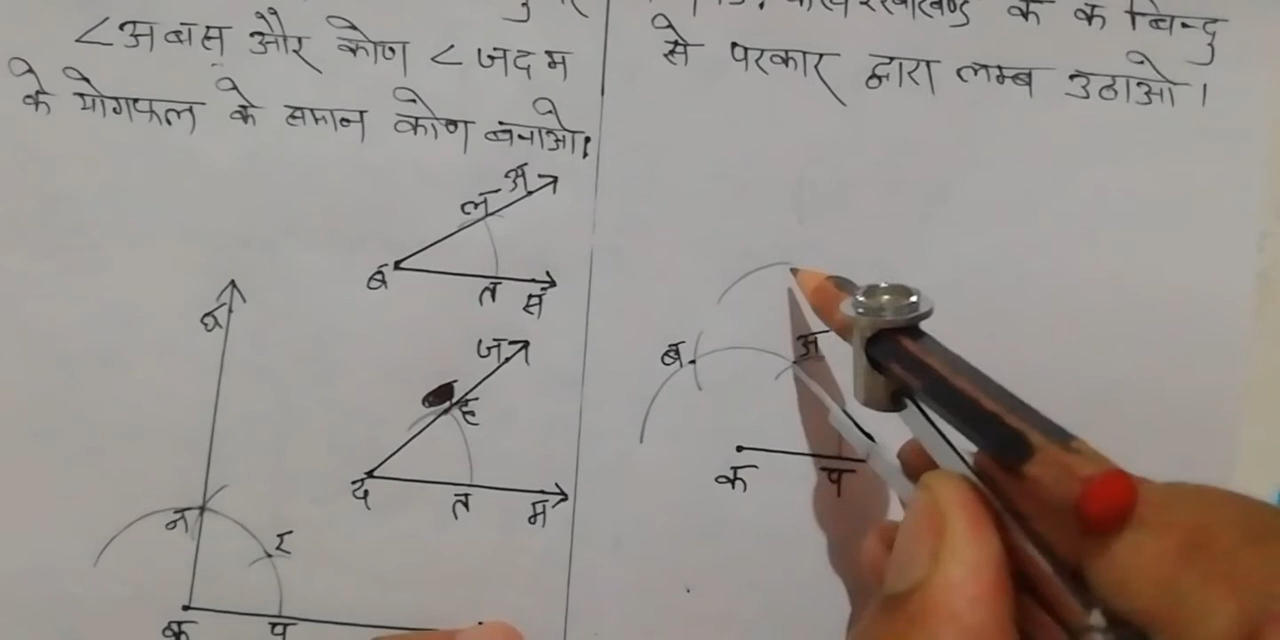 ∠अबस और कोण ∠जदम
के योगफल के समान कोण बनाओ।
अ
ल
ब
त
स
ज
ह
द
त
म
न
र
क
प
के क बिन्दु
से परकार द्वारा लम्ब उठाओ।
ब
अ
क
प